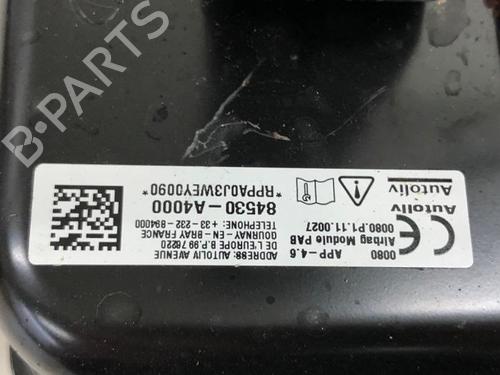 Autoliv
Autoliv
0080.P1.11.0027
Airbag Module PAB
0080
APP-4.6
84530-A4000
*RPPA0J3WEY0090*
ADDRESS: AUTOLIV AVENUE
DE L'EUROPE B.P.99 76220
GOURNAY - EN - BRAY FRANCE
TELEPHONE: +33-232-894000
B-PARTS